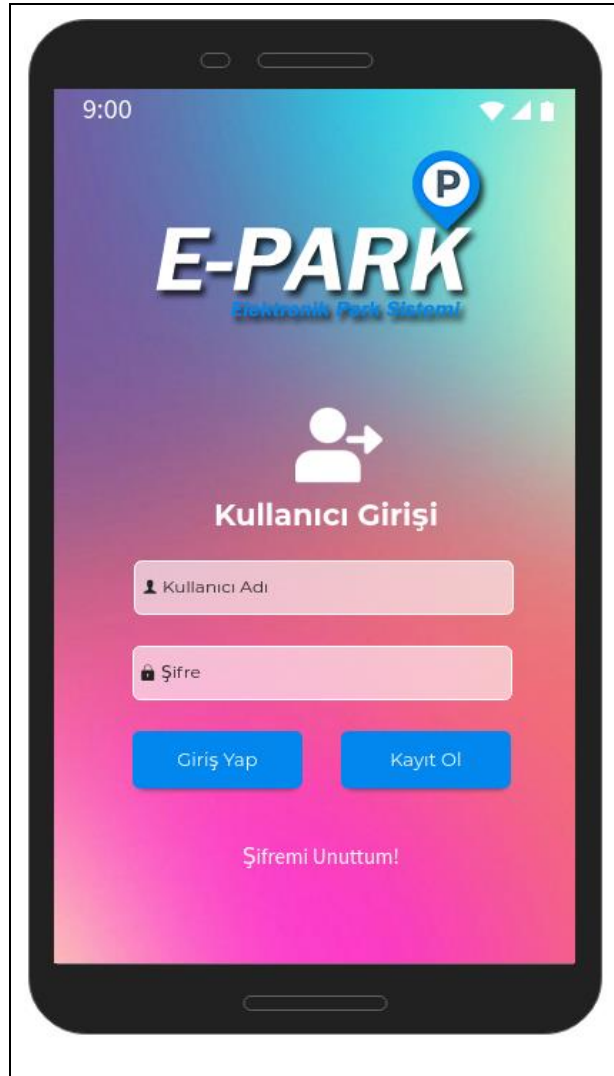 9:00
P
E-PARK
Elektronik Park Sistemi
Kullanıcı Girişi
Kullanıcı Adı
Şifre
Giriş Yap
Kayıt Ol
Şifremi Unuttum!